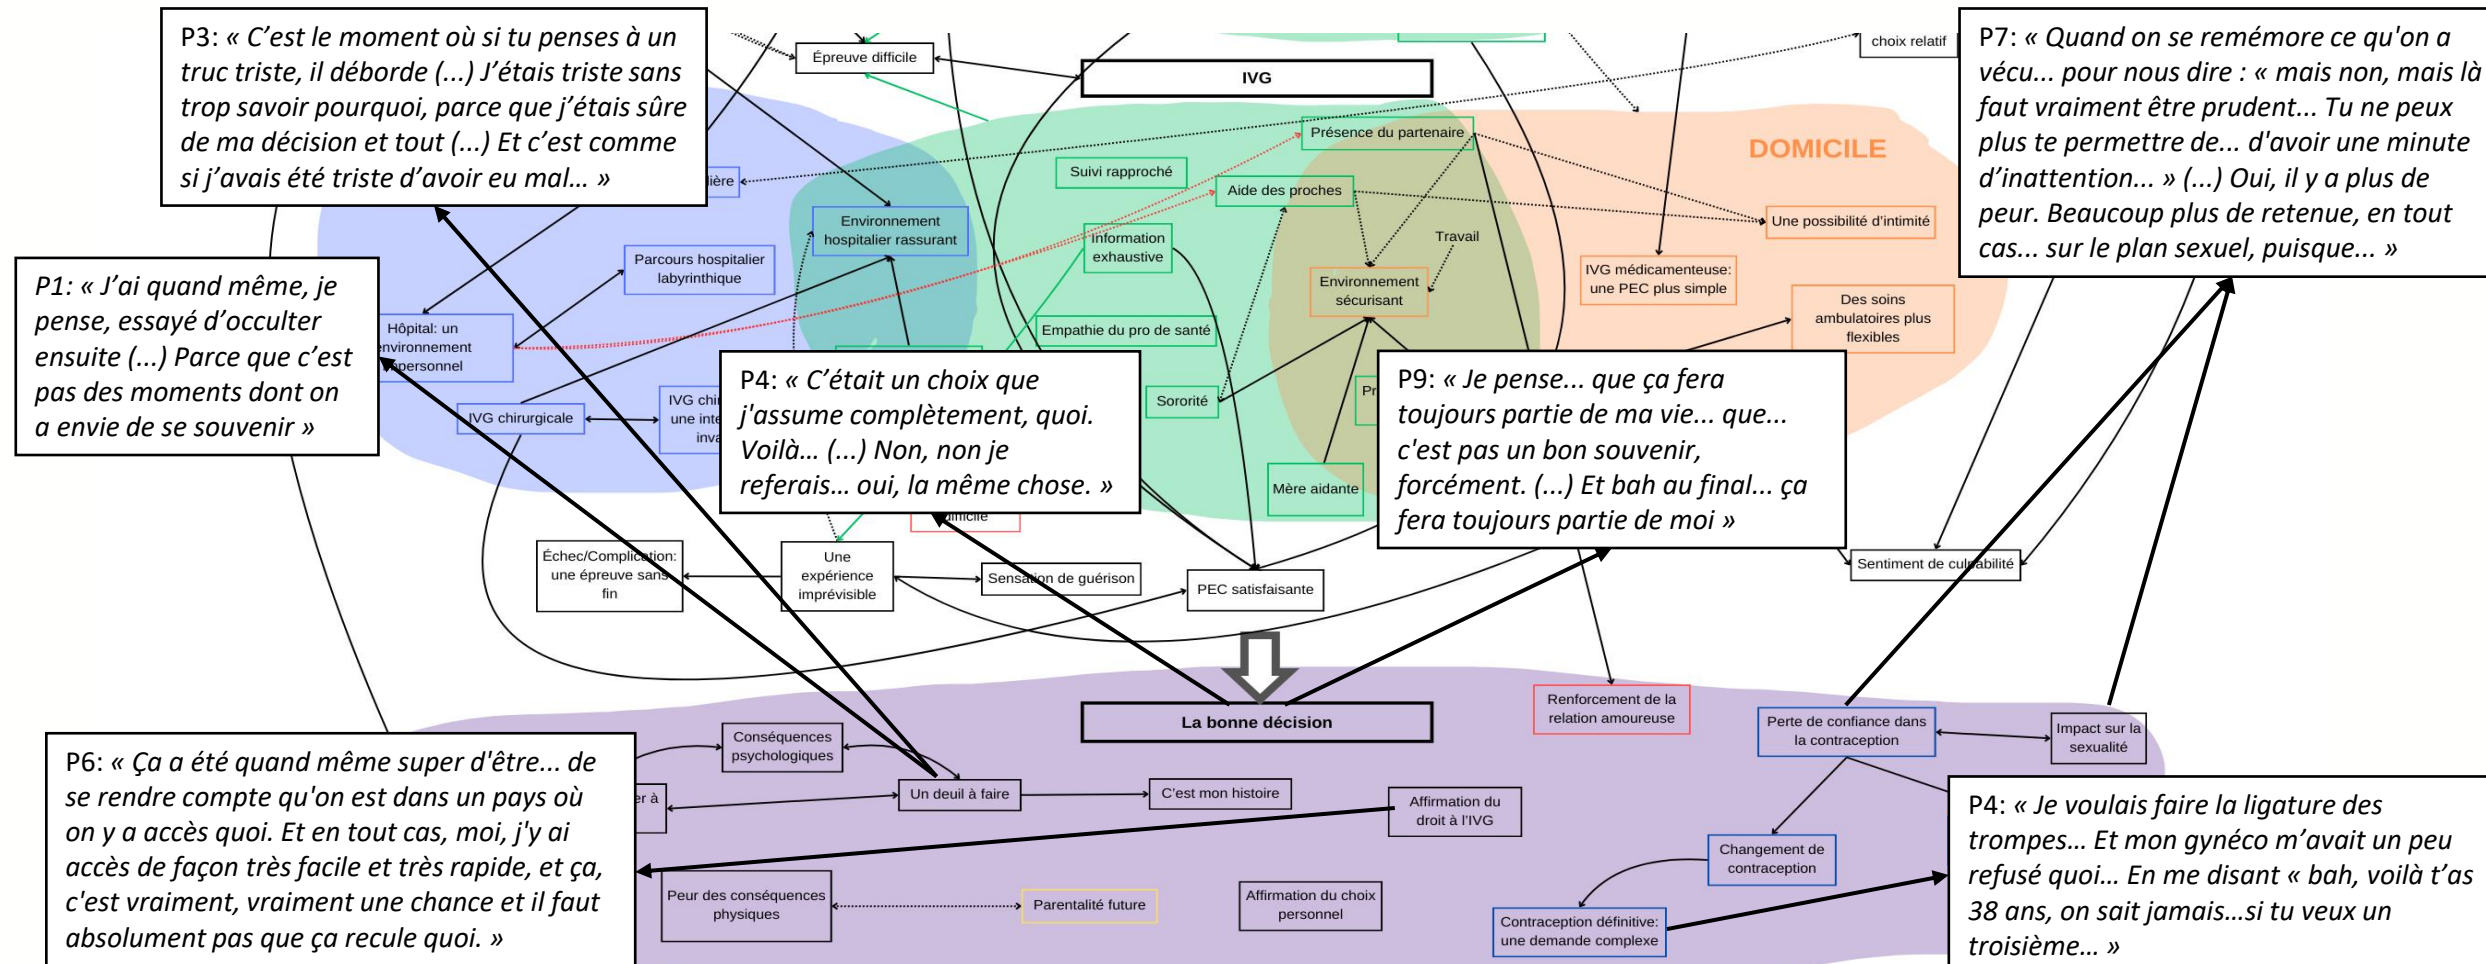 P3: « C’est le moment où si tu penses à un
truc triste, il déborde (...) J’étais triste sans
trop savoir pourquoi, parce que j’étais sûre
de ma décision et tout (...) Et c’est comme
si j’avais été triste d’avoir eu mal... »
Épreuve difficile
IVG
choix relatif
P7: « Quand on se remémore ce qu'on a
vécu... pour nous dire : « mais non, mais là
faut vraiment être prudent... Tu ne peux
plus te permettre de... d'avoir une minute
d’inattention... » (...) Oui, il y a plus de
peur. Beaucoup plus de retenue, en tout
cas... sur le plan sexuel, puisque... »
Présence du partenaire
DOMICILE
Suivi rapproché
lière
Aide des proches
Environnement
hospitalier rassurant
Une possibilité d'intimité
Information
exhaustive
Travail
Parcours hospitalier
labyrinthique
IVG médicamenteuse:
une PEC plus simple
Environnement
sécurisant
P1: « J’ai quand même, je
pense, essayé d’occulter
ensuite (...) Parce que c’est
pas des moments dont on
a envie de se souvenir »
Hôpital: un
environnement
impersonnel
Empathie du pro de santé
Des soins
ambulatoires plus
flexibles
P4: « C’était un choix que
j'assume complètement, quoi.
Voilà… (...) Non, non je
referais… oui, la même chose. »
P9: « Je pense... que ça fera
toujours partie de ma vie... que...
c'est pas un bon souvenir,
forcément. (...) Et bah au final... ça
fera toujours partie de moi »
IVG chirurgicale
IVG chi
une inte
inva
Sororité
Pr
Mère aidante
difficile
Échec/Complication:
une épreuve sans
fin
Une
expérience
imprévisible
Sensation de guérison
PEC satisfaisante
Sentiment de culpabilité
La bonne décision
Renforcement de la
relation amoureuse
Perte de confiance dans
la contraception
Impact sur la
sexualité
Conséquences
psychologiques
P6: « Ça a été quand même super d'être... de
se rendre compte qu'on est dans un pays où
on y a accès quoi. Et en tout cas, moi, j'y ai
accès de façon très facile et très rapide, et ça,
c'est vraiment, vraiment une chance et il faut
absolument pas que ça recule quoi. »
er à
Un deuil à faire
C’est mon histoire
Affirmation du
droit à l’IVG
Changement de
contraception
Peur des conséquences
physiques
Parentalité future
Affirmation du choix
personnel
Contraception définitive:
une demande complexe
P4: « Je voulais faire la ligature des
trompes… Et mon gynéco m’avait un peu
refusé quoi… En me disant « bah, voilà t’as
38 ans, on sait jamais…si tu veux un
troisième… »